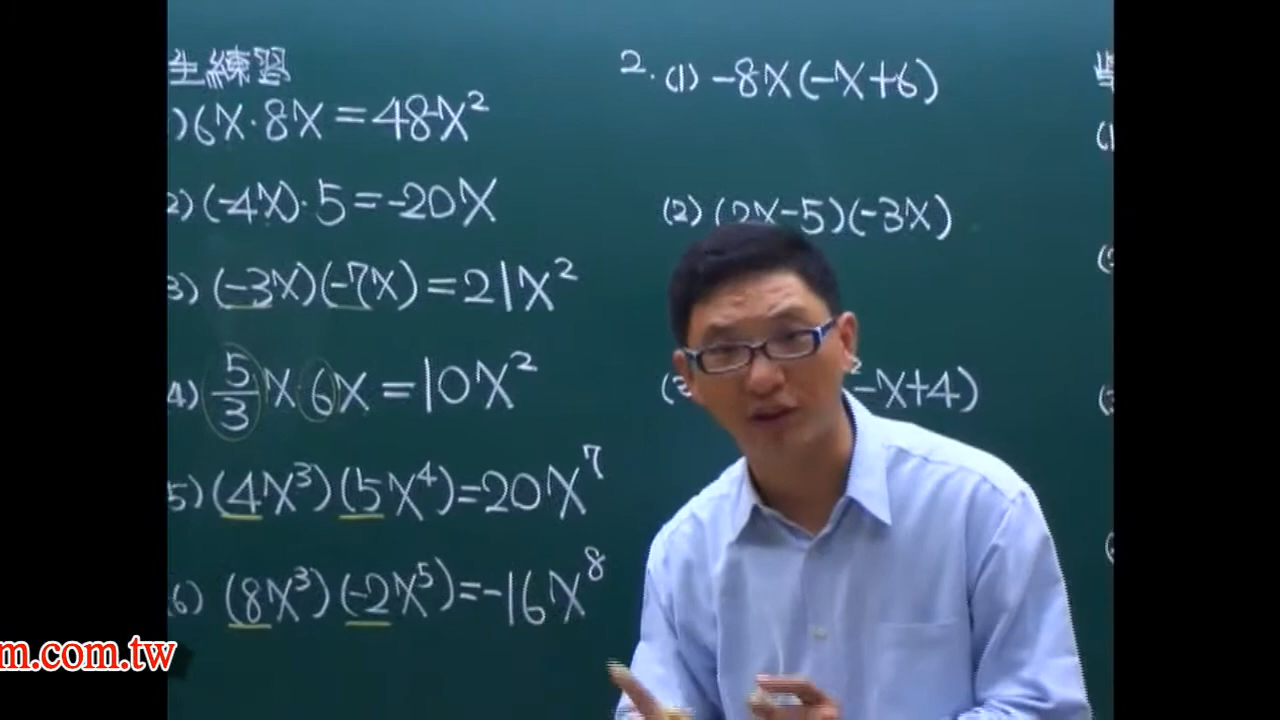 生練習
)6x·8x=48x²
2)(-4x)·5=-20x
3)(-3x)(-7x)=21x²
4)5/3x·6x=10x²
5)(4x³)(5x⁴)=20x⁷
(6)(8x³)(-2x⁵)=-16x⁸
2.(1)-8x(-x+6)
(2)(2x-5)(-3x)
-x+4)
m.com.tw